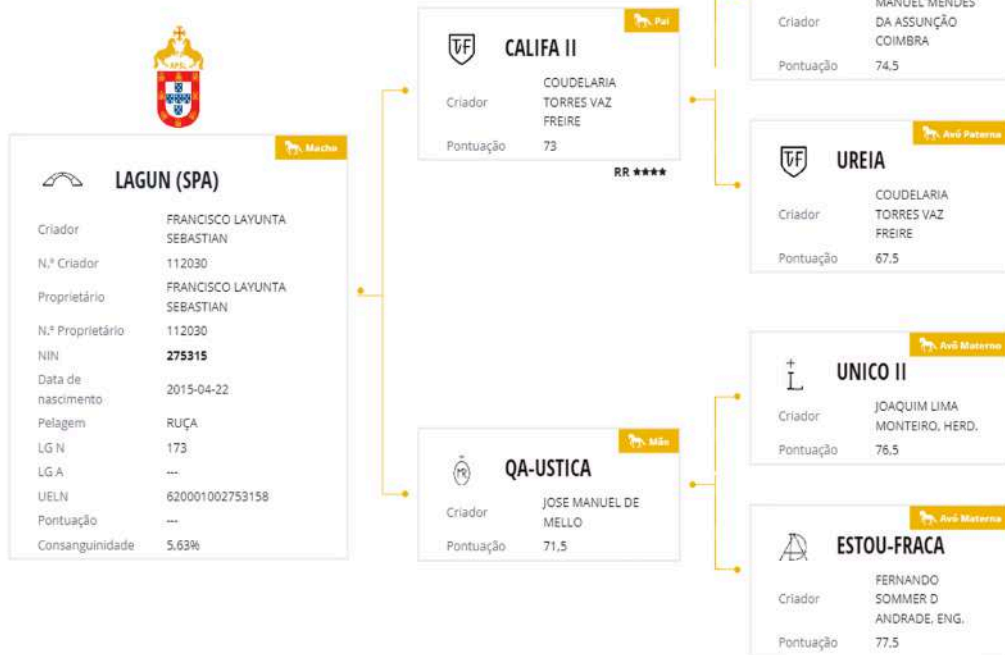 APSL
Macho
LAGUN (SPA)
Criador FRANCISCO LAYUNTA
SEBASTIAN
N.º Criador 112030
Proprietário FRANCISCO LAYUNTA
SEBASTIAN
N.º Proprietário 112030
NIN 275315
Data de
nascimento 2015-04-22
Pelagem RUÇA
LG N 173
LG A ---
UELN 620001002753158
Pontuação ---
Consanguinidade 5,63%
Pai
CALIFA II
Criador COUDELARIA
TORRES VAZ
FREIRE
Pontuação 73
RR ★★★★
Mãe
QA-USTICA
Criador JOSE MANUEL DE
MELLO
Pontuação 71,5
MANUEL MENDES
Criador DA ASSUNÇÃO
COIMBRA
Pontuação 74,5
Avó Paterna
UREIA
Criador COUDELARIA
TORRES VAZ
FREIRE
Pontuação 67,5
Avô Materno
L
UNICO II
Criador JOAQUIM LIMA
MONTEIRO, HERD.
Pontuação 76,5
Avó Materna
ESTOU-FRACA
Criador FERNANDO
SOMMER D
ANDRADE, ENG.
Pontuação 77,5